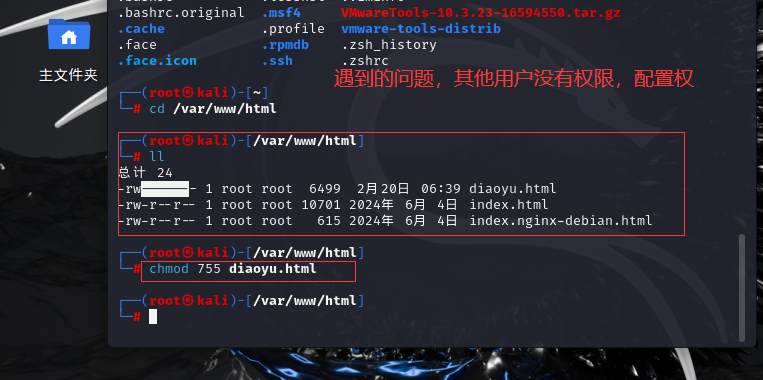 .bashrc.original .msf4 VMwareTools-10.3.23-16594550.tar.gz
.cache .profile vmware-tools-distrib
.face .rpmdb .zsh_history
.face.icon .ssh .zshrc
主文件夹
遇到的问题，其他用户没有权限，配置权
┌──(root㉿kali)-[~]
└─# cd /var/www/html
┌──(root㉿kali)-[/var/www/html]
└─# ll
总计 24
-rw------- 1 root root 6499 2月20日 06:39 diaoyu.html
-rw-r--r-- 1 root root 10701 2024年 6月 4日 index.html
-rw-r--r-- 1 root root 615 2024年 6月 4日 index.nginx-debian.html
┌──(root㉿kali)-[/var/www/html]
└─# chmod 755 diaoyu.html
┌──(root㉿kali)-[/var/www/html]
└─#